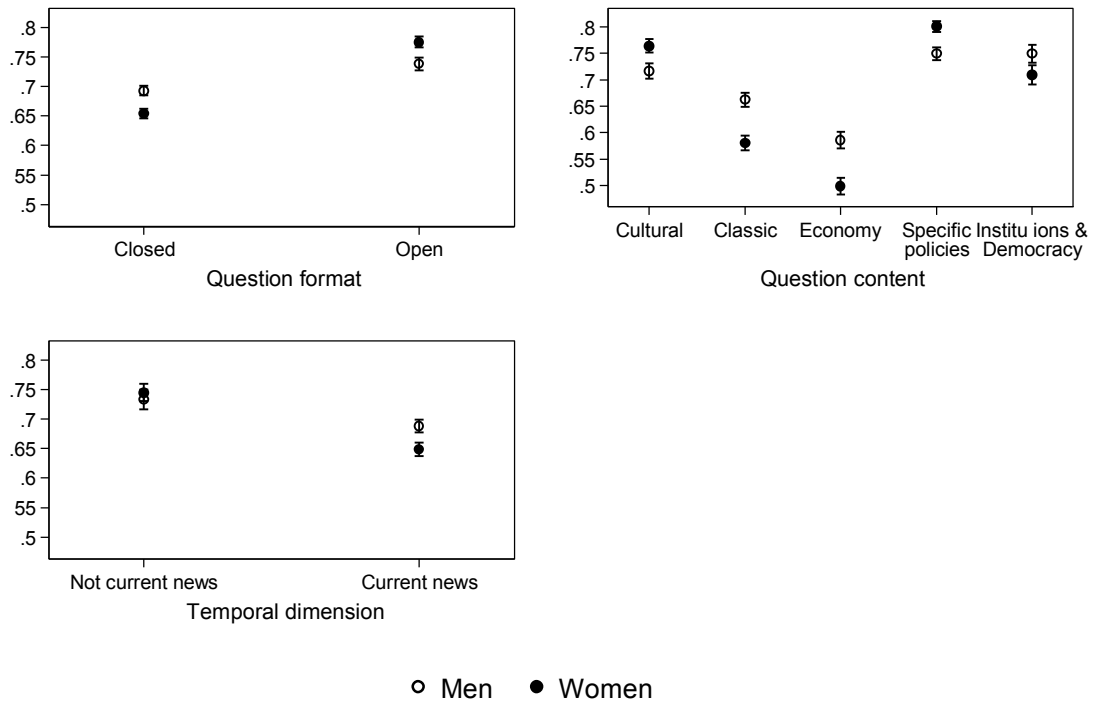 .8
.75
.7
.65
.6
55
.5
Closed
Open
Question format
.8
.75
.7
.65
.6
.55
.5
Cultural
Classic
Economy
Specific
policies
Institu ions &
Democracy
Question content
.8
.75
.7
.65
.6
55
.5
Not current news
Current news
Temporal dimension
Men
Women